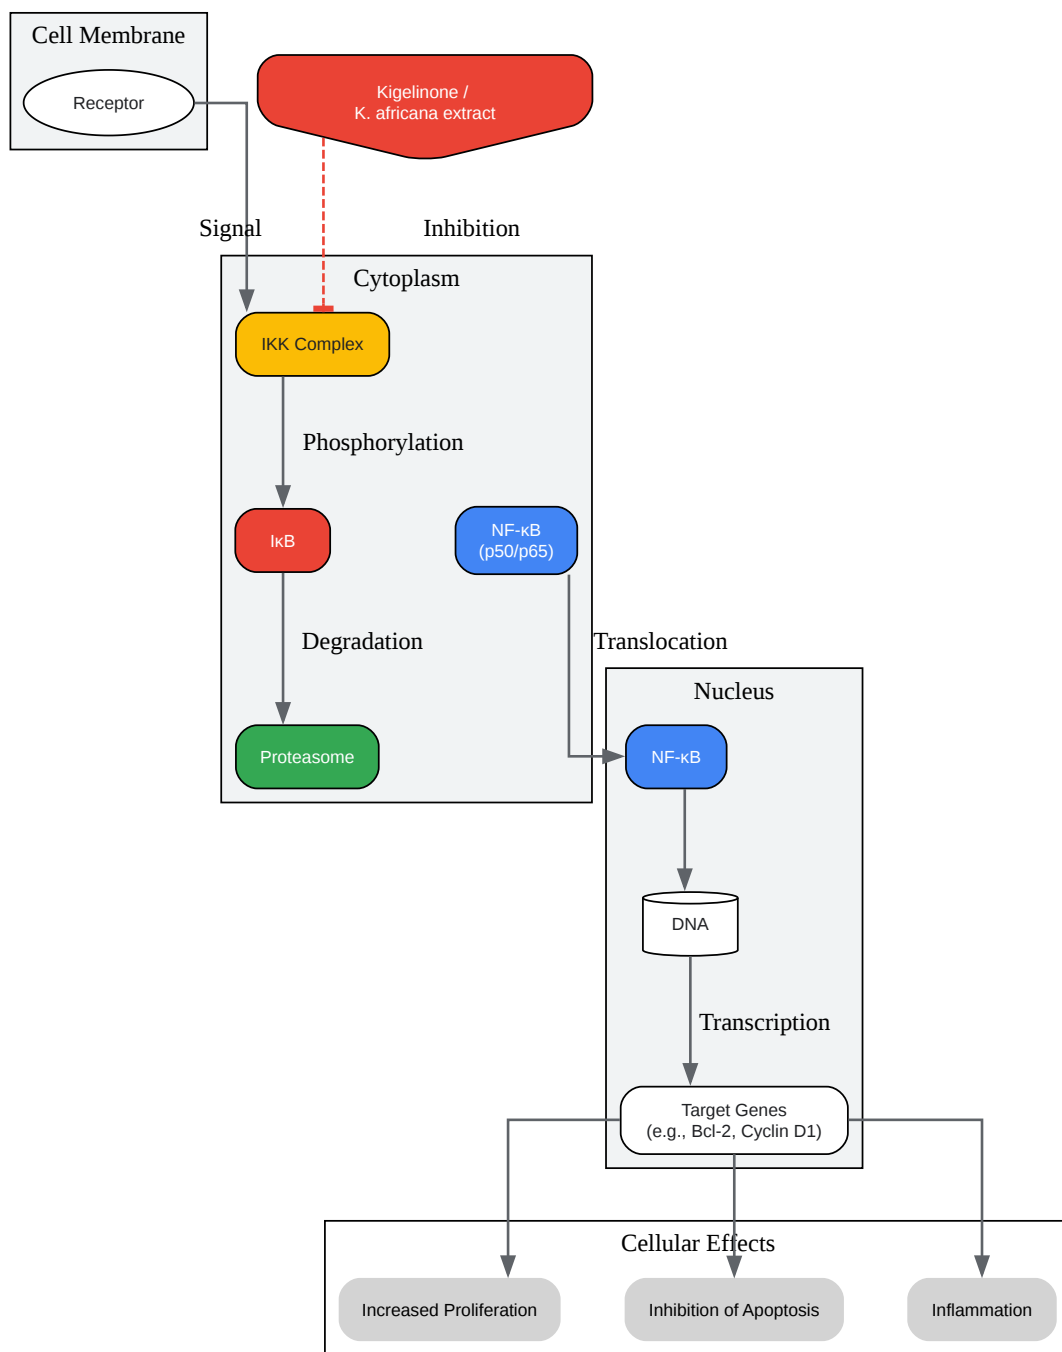 Cell Membrane
Receptor
Kigelinone /
K. africana extract
Signal
Inhibition
Cytoplasm
IKK Complex
Phosphorylation
IκB
NF-κB
(p50/p65)
Degradation
Translocation
Nucleus
Proteasome
NF-κB
DNA
Transcription
Target Genes
(e.g., Bcl-2, Cyclin D1)
Cellular Effects
Increased Proliferation
Inhibition of Apoptosis
Inflammation